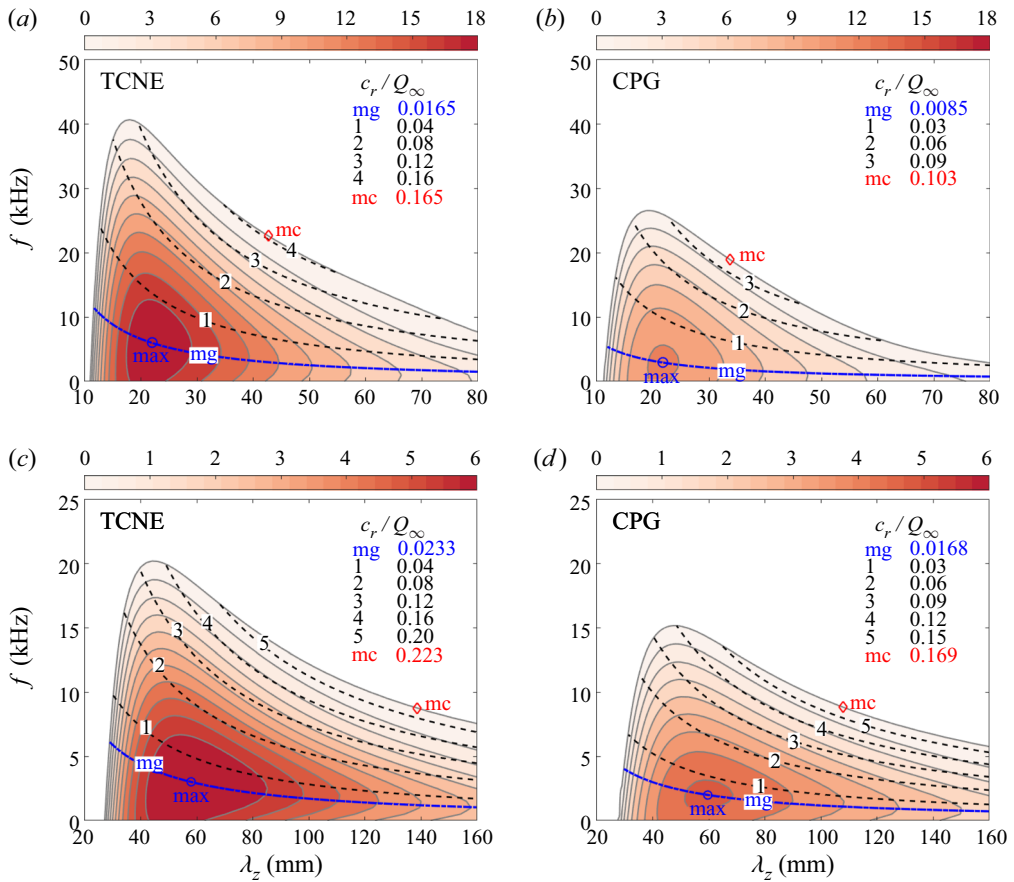 (a)
0 3 6 9 12 15 18
TCNE
c_r / Q_∞
mg 0.0165
1 0.04
2 0.08
3 0.12
4 0.16
mc 0.165
mc
4
3
2
1
mg
max
50
40
30
20
10
0
f (kHz)
10 20 30 40 50 60 70 80
(b)
0 3 6 9 12 15 18
CPG
c_r / Q_∞
mg 0.0085
1 0.03
2 0.06
3 0.09
mc 0.103
mc
3
2
1
mg
max
50
40
30
20
10
0
10 20 30 40 50 60 70 80
(c)
0 1 2 3 4 5 6
TCNE
c_r / Q_∞
mg 0.0233
1 0.04
2 0.08
3 0.12
4 0.16
5 0.20
mc 0.223
mc
5
4
3
2
1
mg
max
25
20
15
10
5
0
f (kHz)
20 40 60 80 100 120 140 160
λ_z (mm)
(d)
0 1 2 3 4 5 6
CPG
c_r / Q_∞
mg 0.0168
1 0.03
2 0.06
3 0.09
4 0.12
5 0.15
mc 0.169
mc
5
4
3
2
1
mg
max
25
20
15
10
5
0
20 40 60 80 100 120 140 160
λ_z (mm)